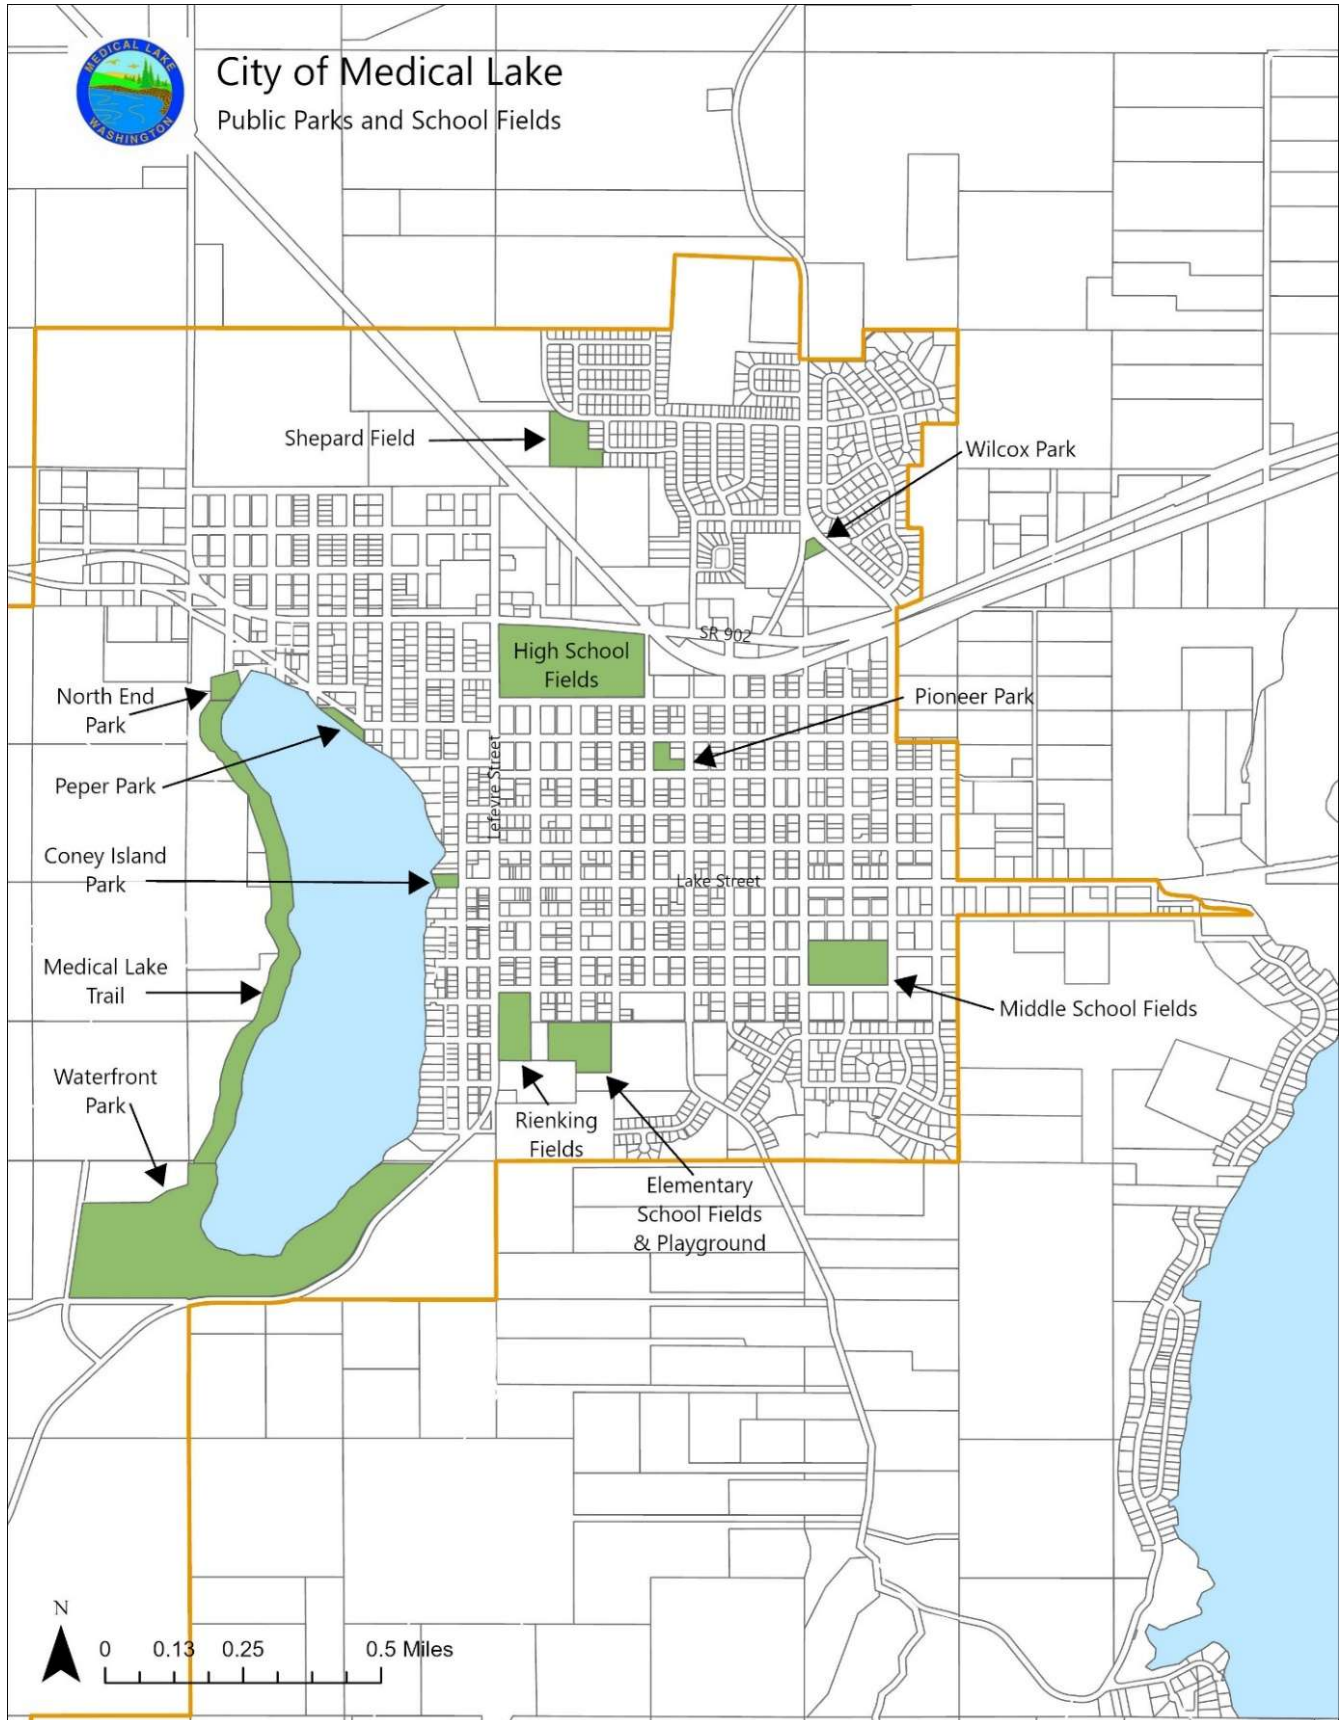 MEDICAL LAKE
WASHINGTON
City of Medical Lake
Public Parks and School Fields
Shepard Field
Wilcox Park
SR 902
High School
Fields
North End
Park
Pioneer Park
Peper Park
Lefevre Street
Coney Island
Park
Lake Street
Medical Lake
Trail
Middle School Fields
Waterfront
Park
Rienking
Fields
Elementary
School Fields
& Playground
N
0 0.13 0.25 0.5 Miles